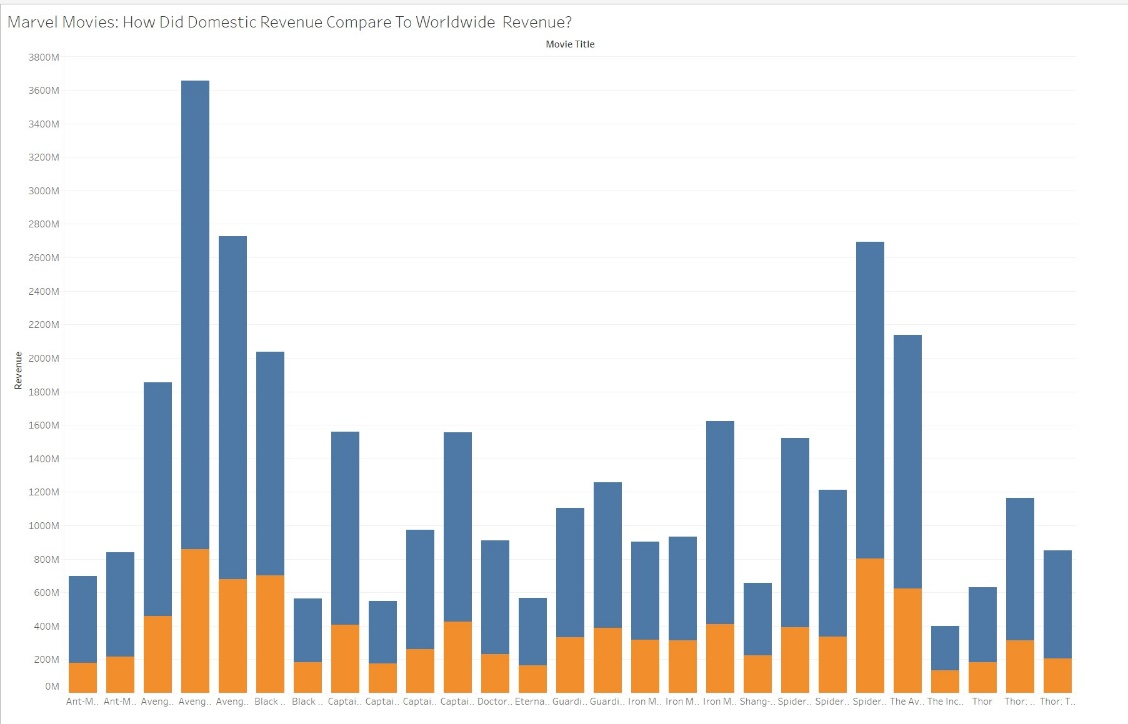 Marvel Movies: How Did Domestic Revenue Compare To Worldwide  Revenue?
Movie Title
3800M
3600M
3400M
3200M
3000M
2800M
2600M
2400M
2200M
2000M
1800M
1600M
1400M
1200M
1000M
800M
600M
400M
200M
0M
Revenue
Ant-M.. Ant-M.. Aveng.. Aveng.. Aveng.. Black .. Black .. Captai.. Captai.. Captai.. Captai.. Doctor.. Eterna.. Guardi.. Guardi.. Iron M.. Iron M.. Iron M.. Shang-.. Spider.. Spider.. Spider.. The Av.. The Inc.. Thor Thor: .. Thor: T..